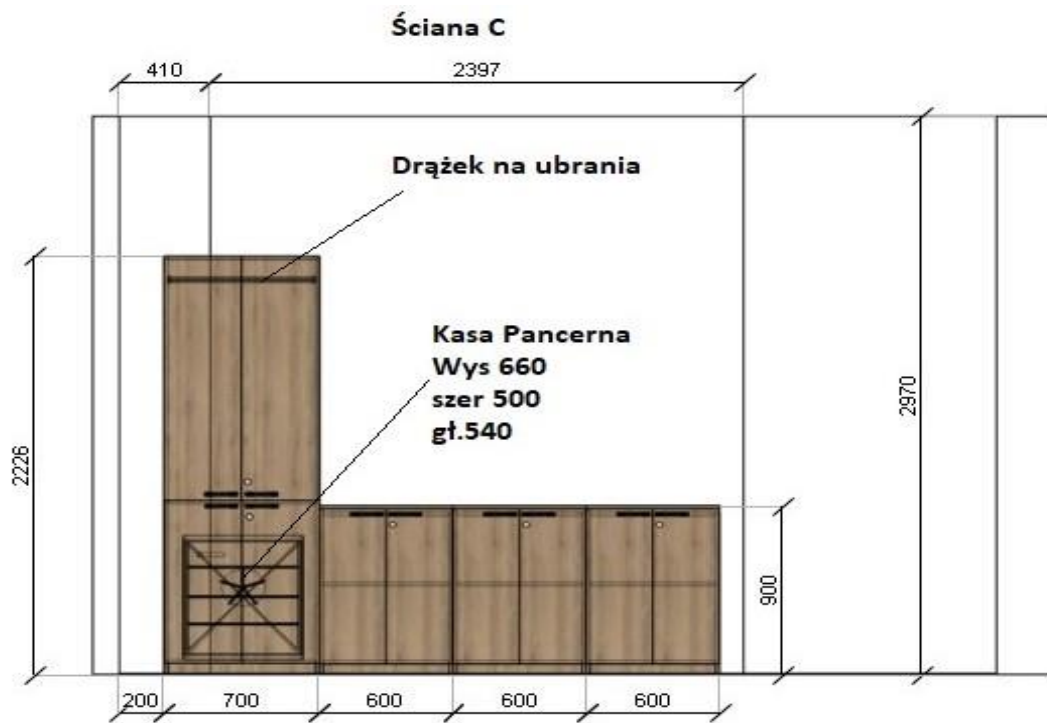 Ściana C
410
2397
Drążek na ubrania
Kasa Pancerna
Wys 660
szer 500
gł.540
2226
2970
900
200
700
600
600
600